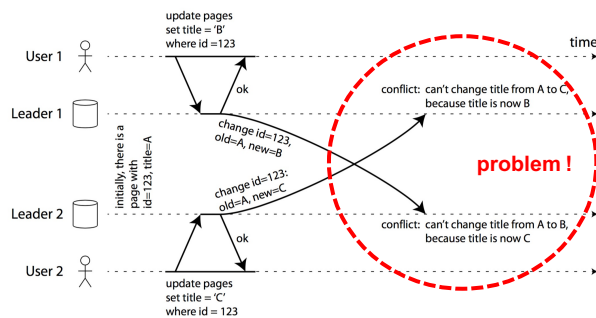 update pages
set title = 'B'
where id =123
time
User 1
ok
conflict: can't change title from A to C,
because title is now B
Leader 1
change id=123,
old=A, new=B
initially, there is a
page with
id=123, title=A
problem !
change id=123:
old=A, new=C
Leader 2
conflict: can't change title from A to B,
because title is now C
ok
User 2
update pages
set title = 'C'
where id = 123